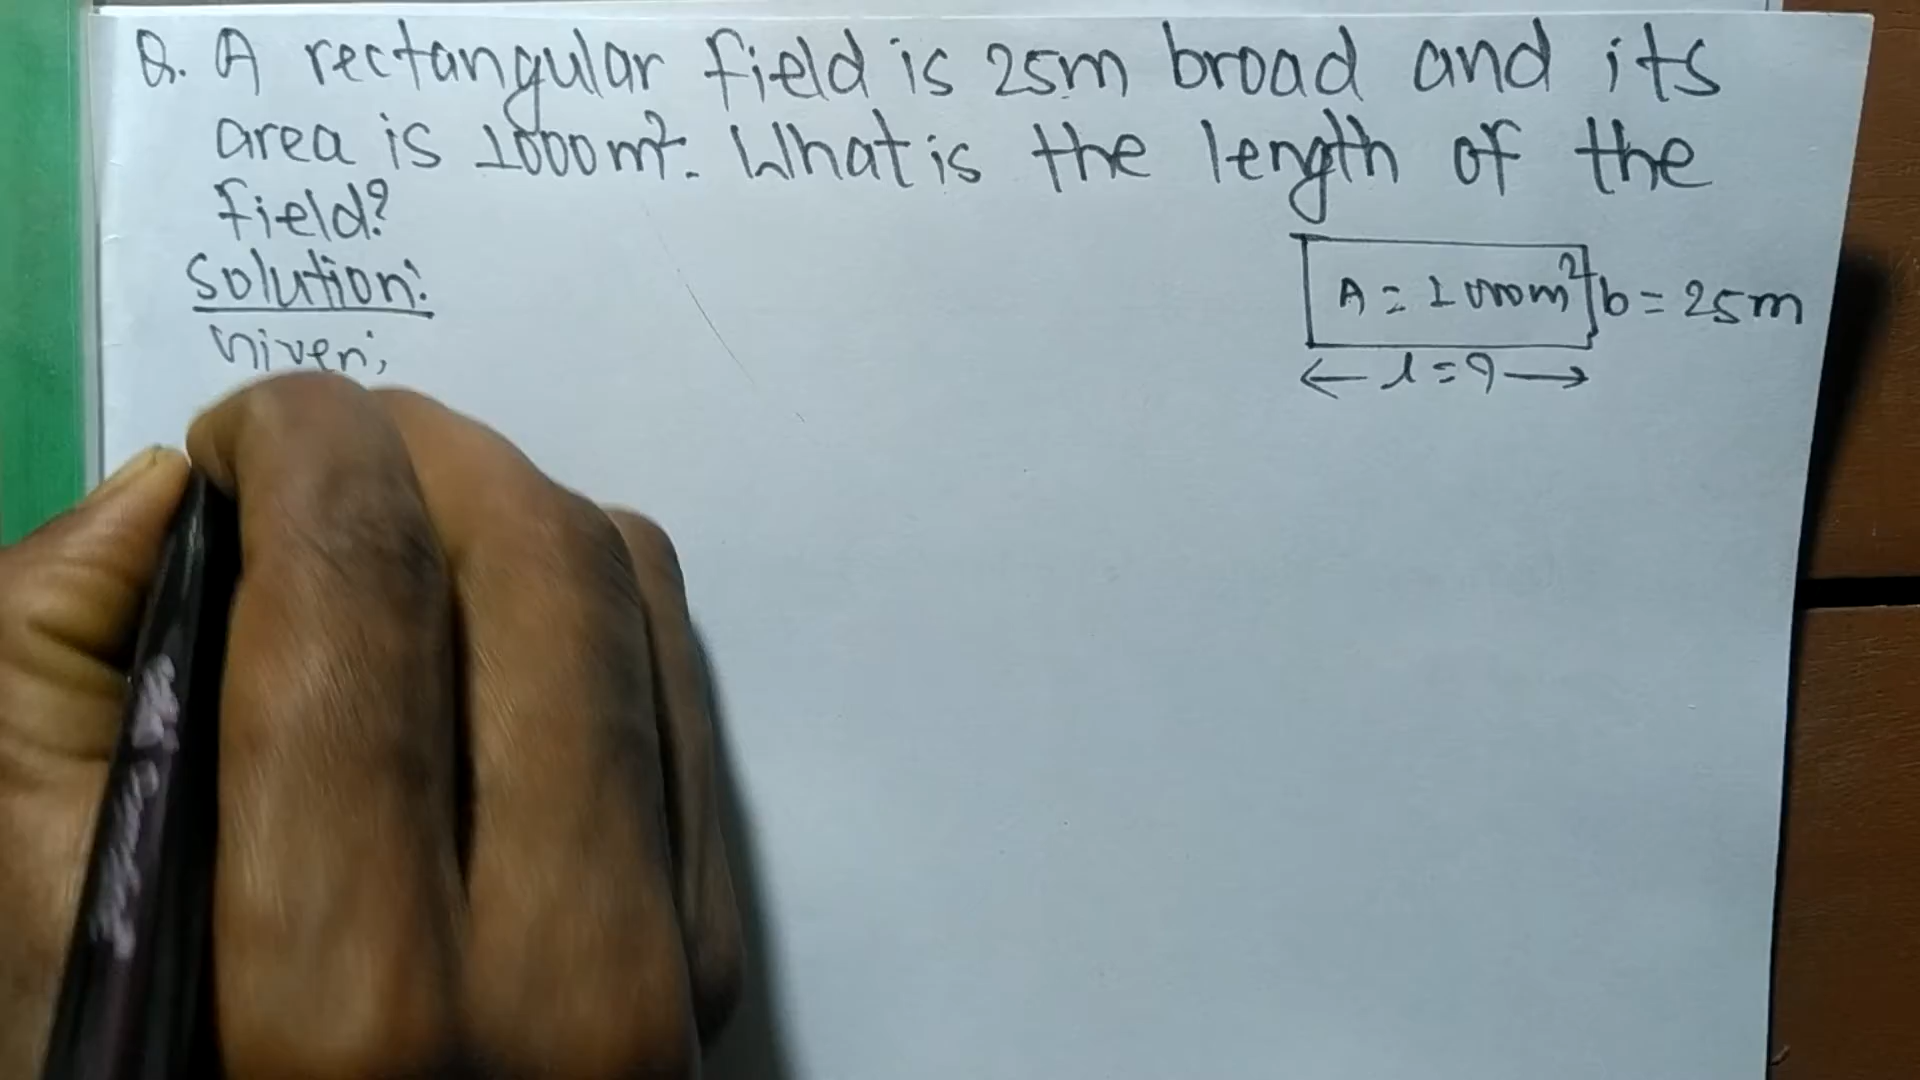 Q. A rectangular field is 25m broad and its
area is 1000m². What is the length of the
field?
Solution:
Given;
A = 1000m² b = 25m
l = ?